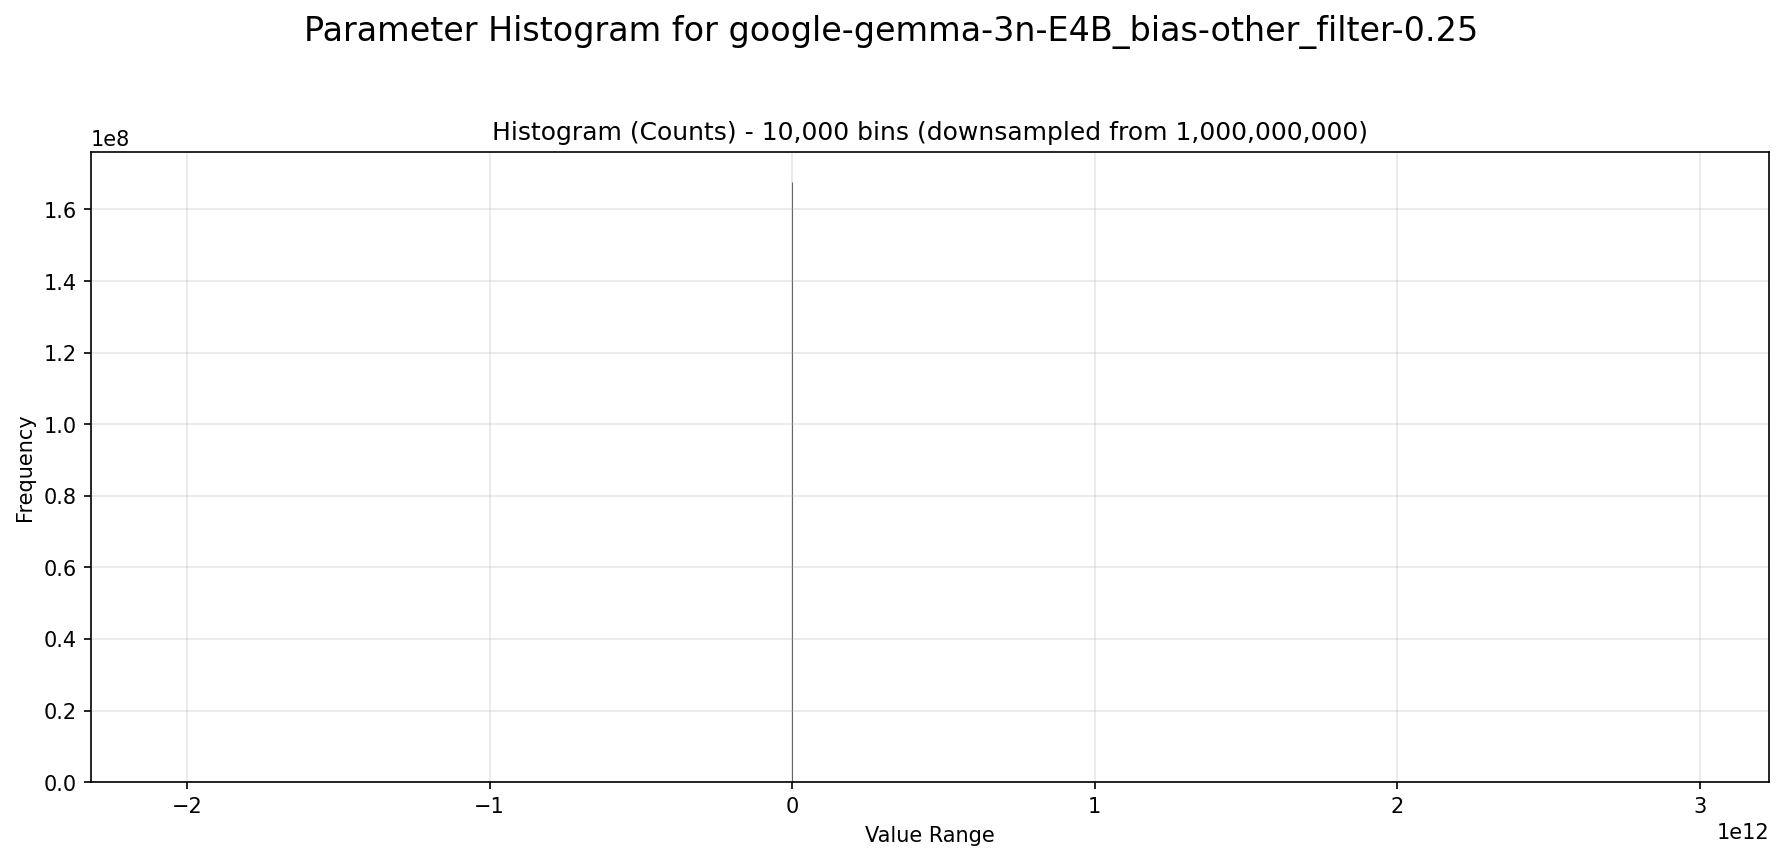 Parameter Histogram for google-gemma-3n-E4B_bias-other_filter-0.25
Histogram (Counts) - 10,000 bins (downsampled from 1,000,000,000)
1e8
1.6
1.4
1.2
1.0
0.8
0.6
0.4
0.2
0.0
Frequency
−2
−1
0
1
2
3
Value Range
1e12